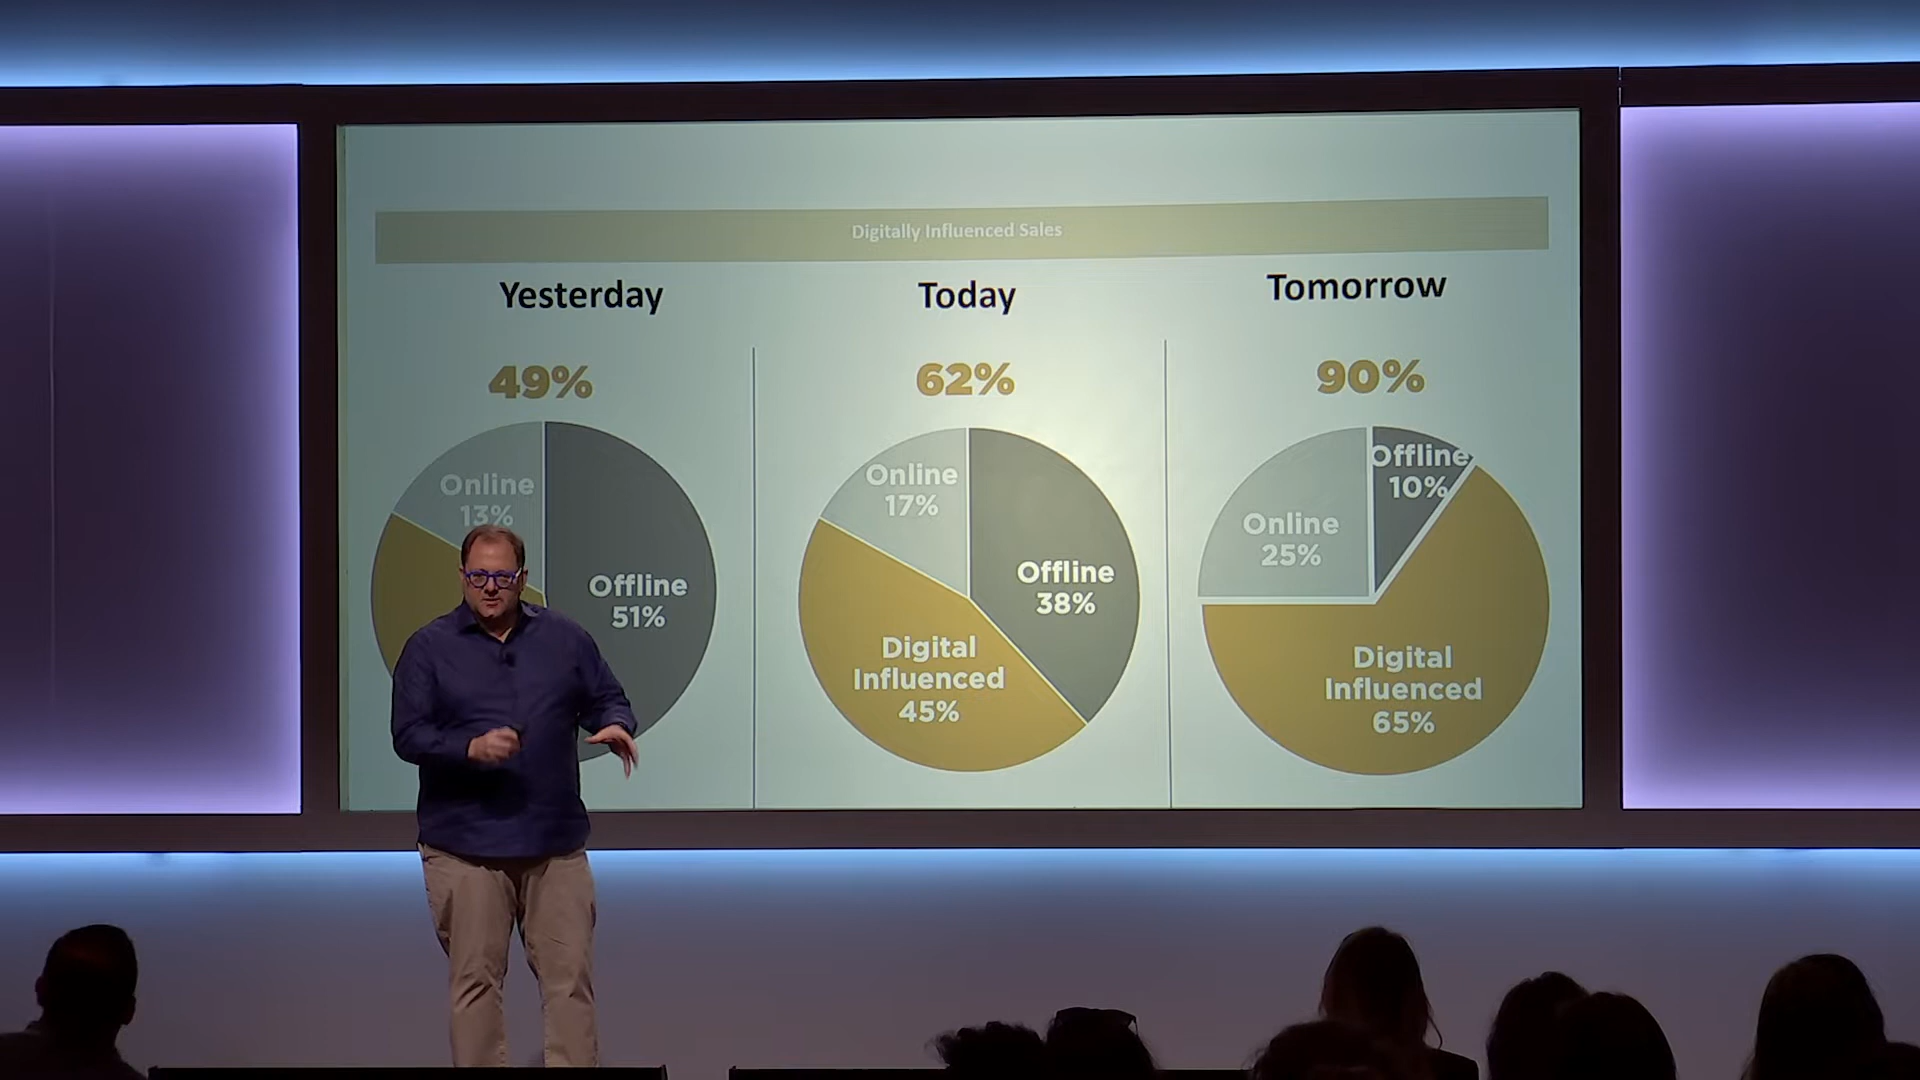 Digitally Influenced Sales
Yesterday
Today
Tomorrow
49%
62%
90%
Online
13%
Offline
51%
Online
17%
Offline
38%
Digital
Influenced
45%
Offline
10%
Online
25%
Digital
Influenced
65%